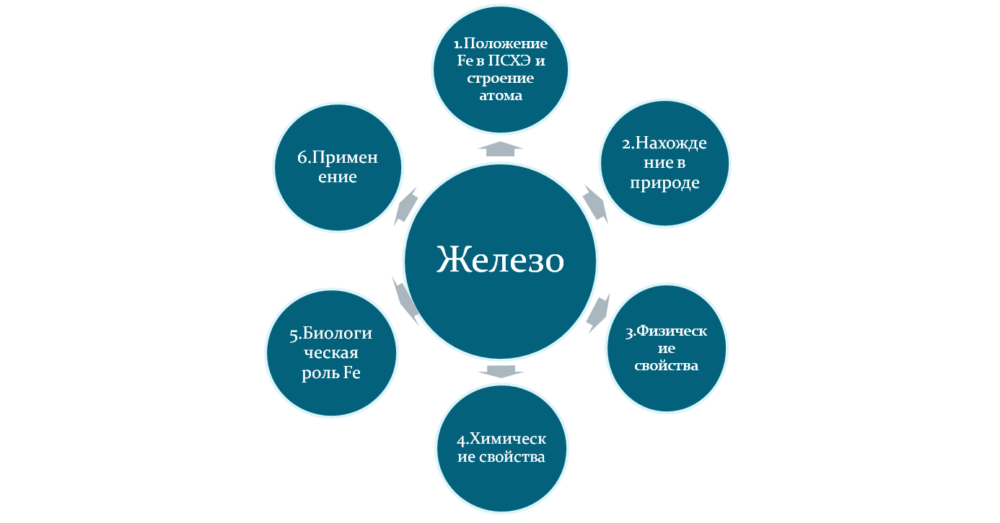 1.Положение
Fe в ПСХЭ и
строение
атома
2.Нахожде
ние в
природе
3.Физическ
ие
свойства
4.Химическ
ие свойства
5.Биологи
ческая
роль Fe
6.Примен
ение
Железо